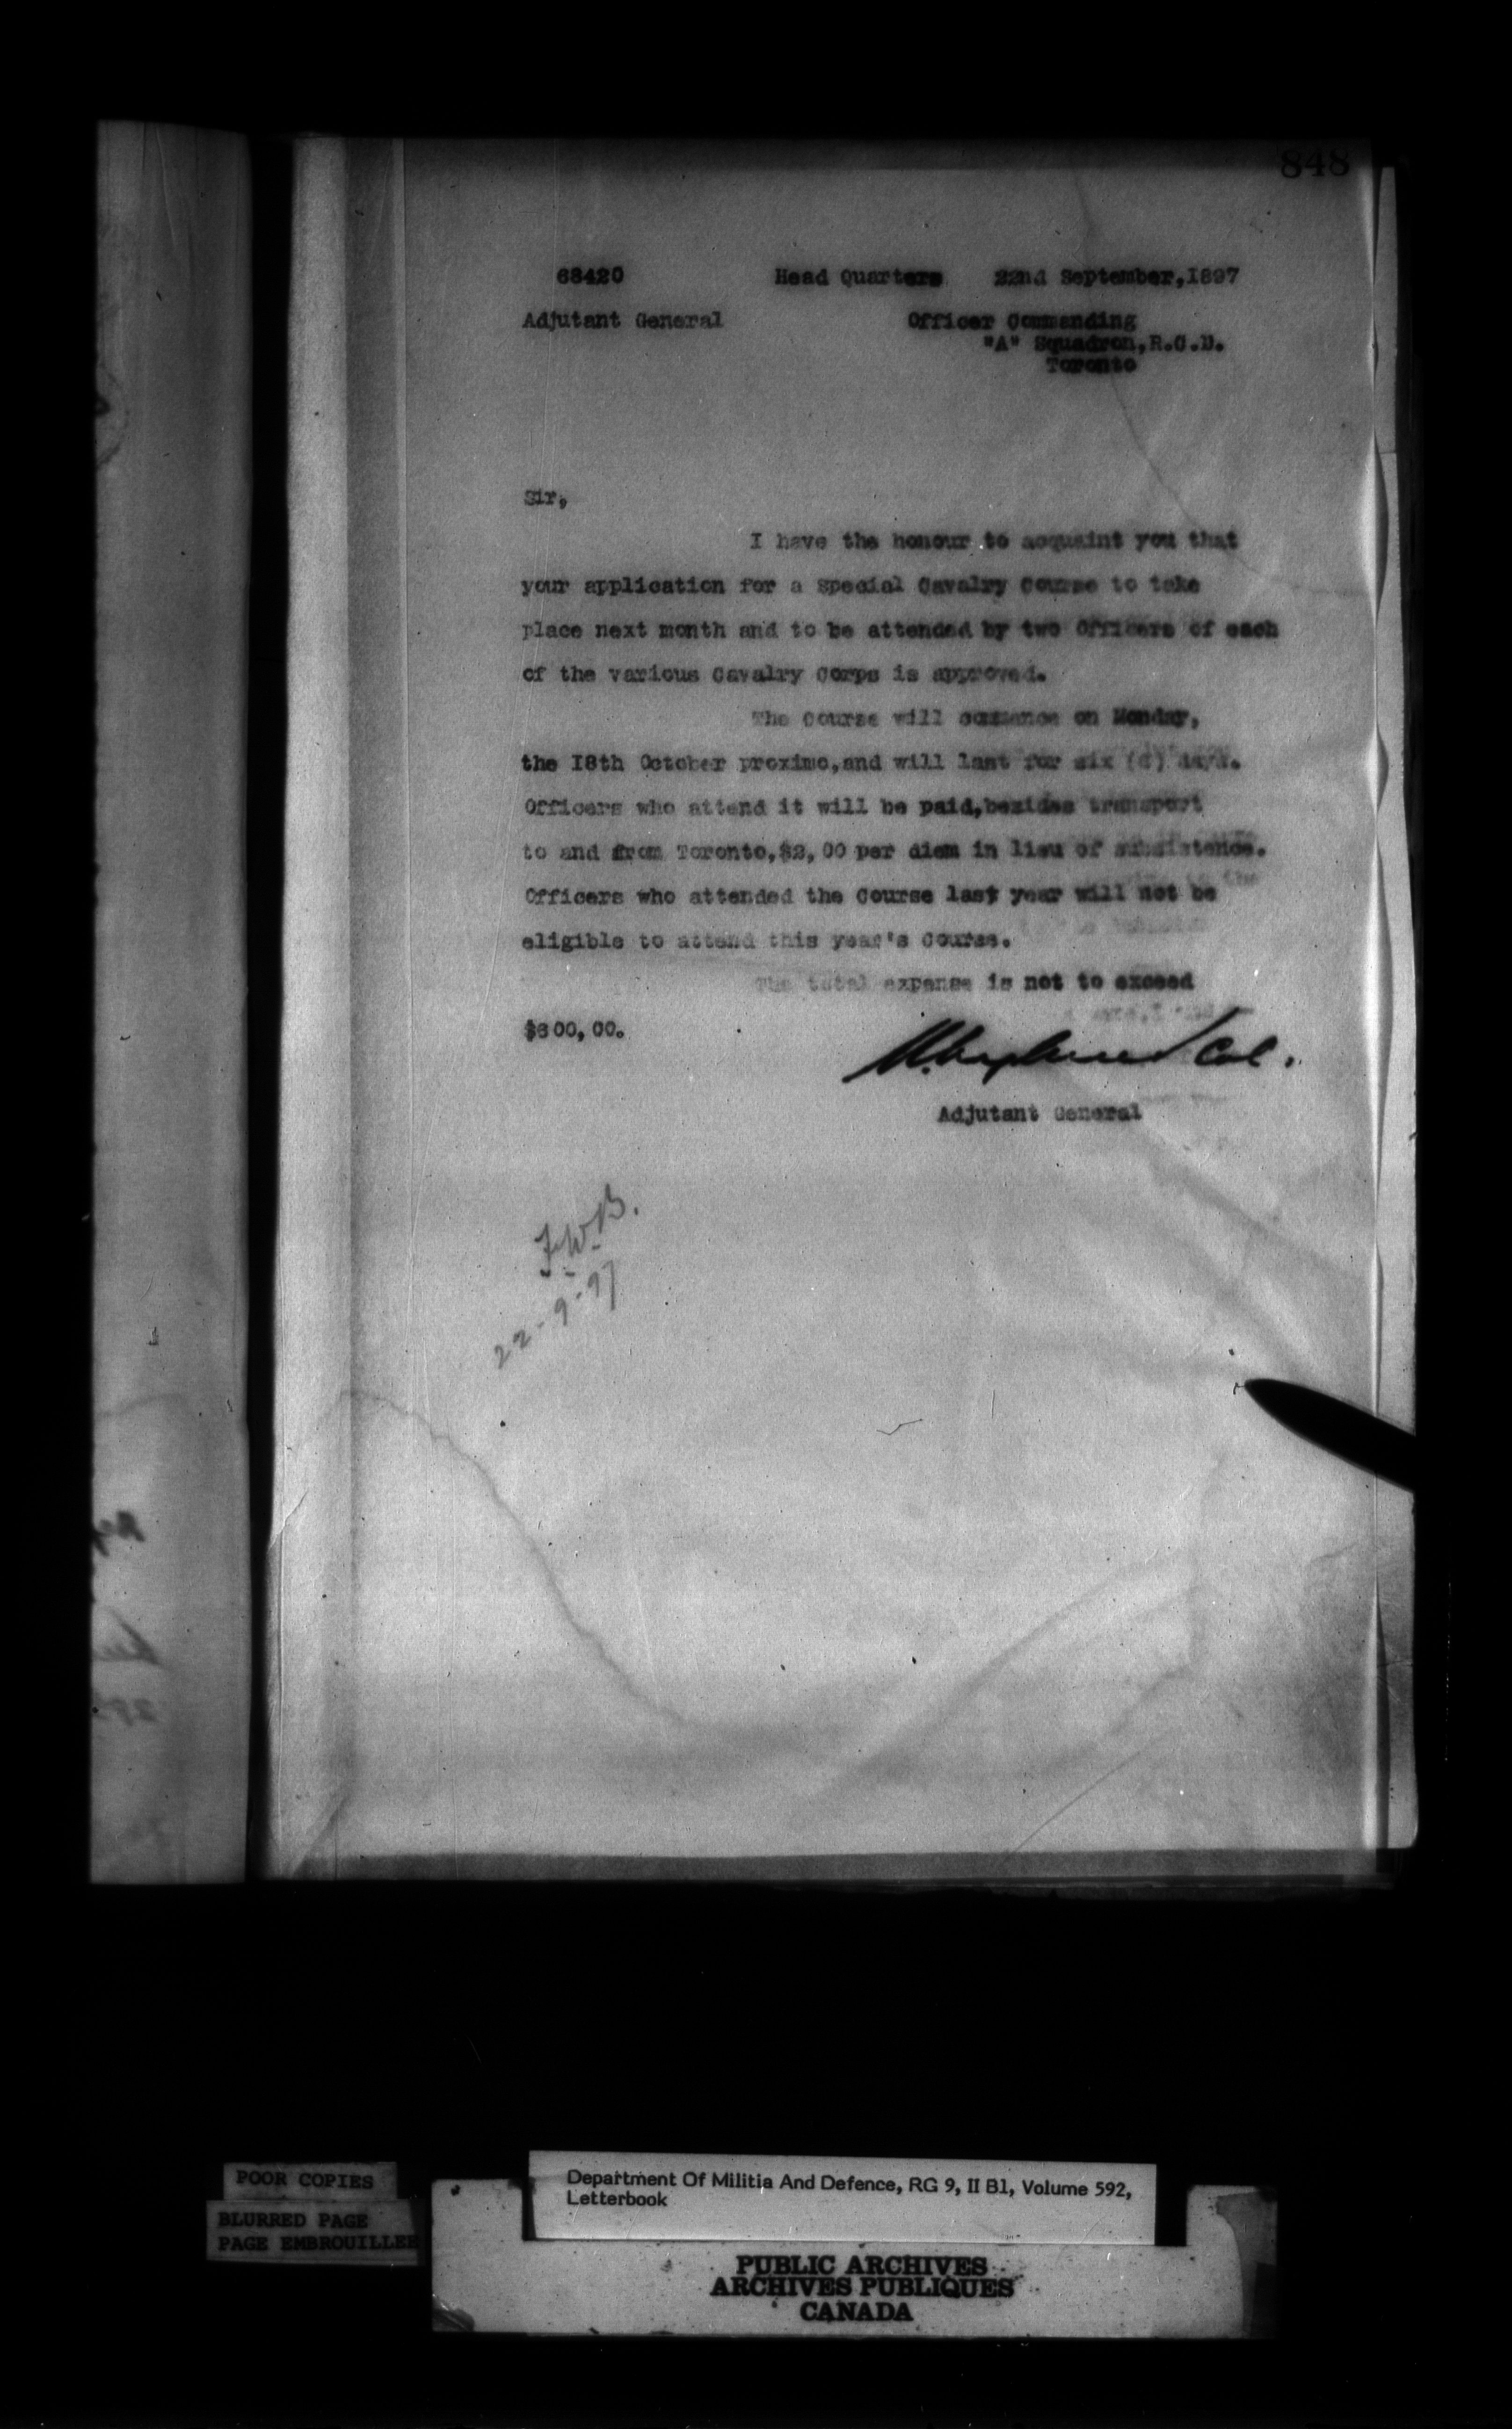 848
68420 Head Quarters 22nd September,1897
Adjutant General Officer Commanding
"A" Squadron,R.C.D.
Toronto
Sir,
I have the honour to acquaint you that
your application for a Special Cavalry Course to take
place next month and to be attended by two Officers of each
of the various Cavalry Corps is approved.
The Course will commence on Monday,
the 18th October proximo,and will last for six (6) days.
Officers who attend it will be paid,besides transport
to and from Toronto,$2,00 per diem in lieu of subsistence.
Officers who attended the Course last year will not be
eligible to attend this year's Course.
The total expense is not to exceed
$600,00.
Col.
Adjutant General
F.W.B.
22-9-97
POOR COPIES
BLURRED PAGE
PAGE EMBROUILLEE
Department Of Militia And Defence, RG 9, II B1, Volume 592,
Letterbook
PUBLIC ARCHIVES
ARCHIVES PUBLIQUES
CANADA